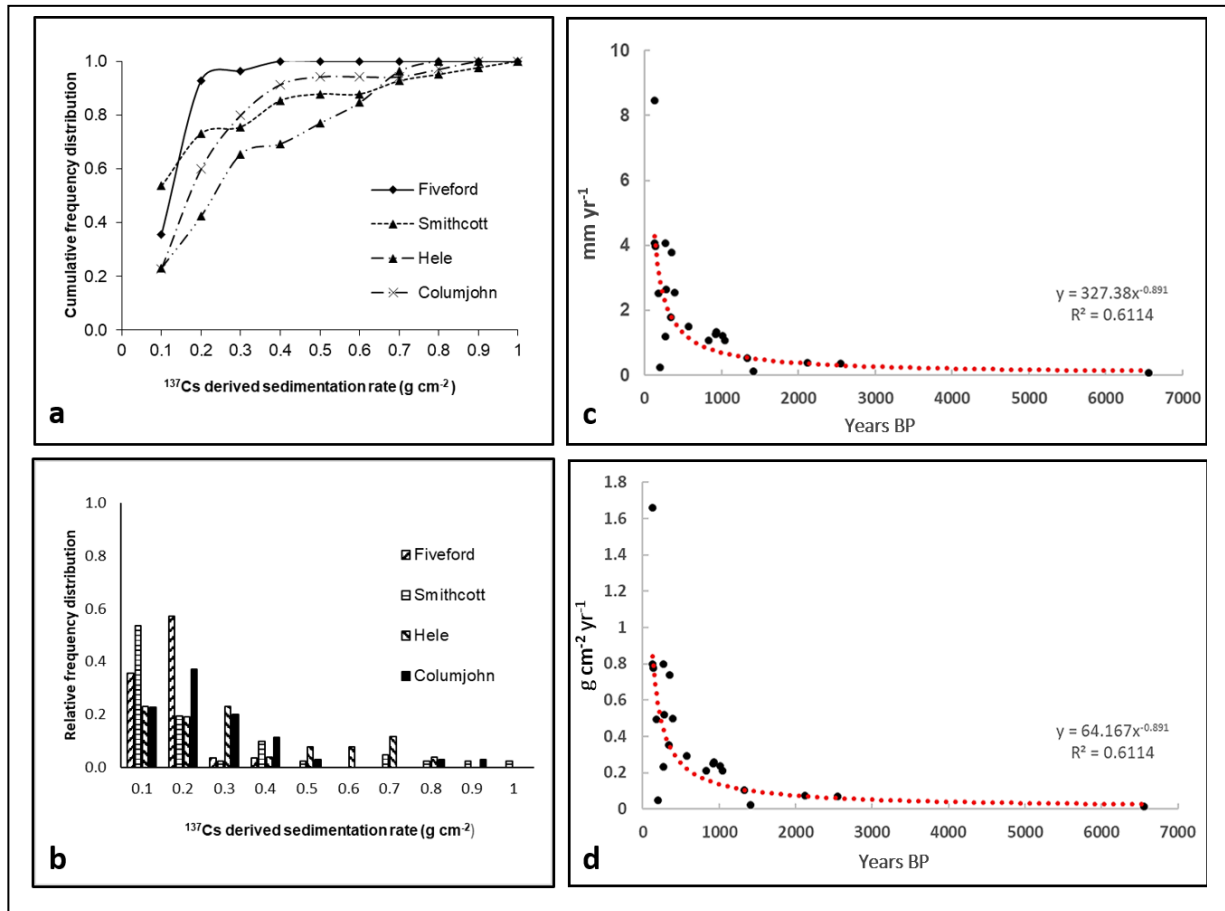 1.0
0.8
0.6
0.4
0.2
0.0
0 0.1 0.2 0.3 0.4 0.5 0.6 0.7 0.8 0.9 1
Cumulative frequency distribution
Fiveford
Smithcott
Hele
Columjohn
¹³⁷Cs derived sedimentation rate (g cm⁻²)
a
10
8
6
4
2
0
0 1000 2000 3000 4000 5000 6000 7000
mm yr⁻¹
y = 327.38x⁻⁰·⁸⁹¹
R² = 0.6114
Years BP
c
1.0
0.8
0.6
0.4
0.2
0.0
0.1 0.2 0.3 0.4 0.5 0.6 0.7 0.8 0.9 1
Relative frequency distribution
Fiveford
Smithcott
Hele
Columjohn
¹³⁷Cs derived sedimentation rate (g cm⁻²)
b
1.8
1.6
1.4
1.2
1
0.8
0.6
0.4
0.2
0
0 1000 2000 3000 4000 5000 6000 7000
g cm⁻² yr⁻¹
y = 64.167x⁻⁰·⁸⁹¹
R² = 0.6114
Years BP
d